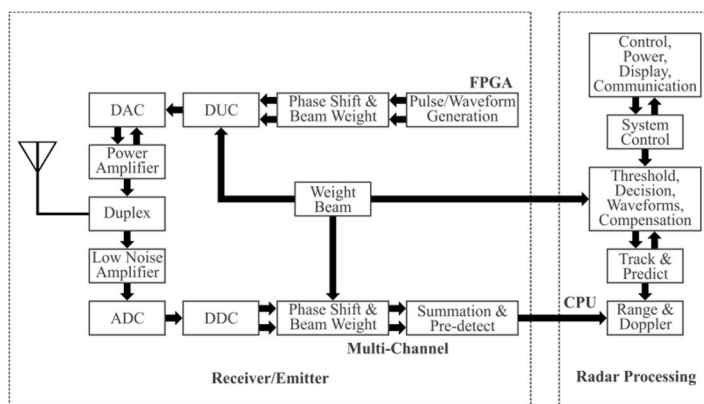 FPGA
DAC
DUC
Phase Shift &
Beam Weight
Pulse/Waveform
Generation
Power
Amplifier
Duplex
Weight
Beam
Low Noise
Amplifier
ADC
DDC
Phase Shift &
Beam Weight
Summation &
Pre-detect
Multi-Channel
Receiver/Emitter
Control,
Power,
Display,
Communication
System
Control
Threshold,
Decision,
Waveforms,
Compensation
Track &
Predict
CPU
Range &
Doppler
Radar Processing